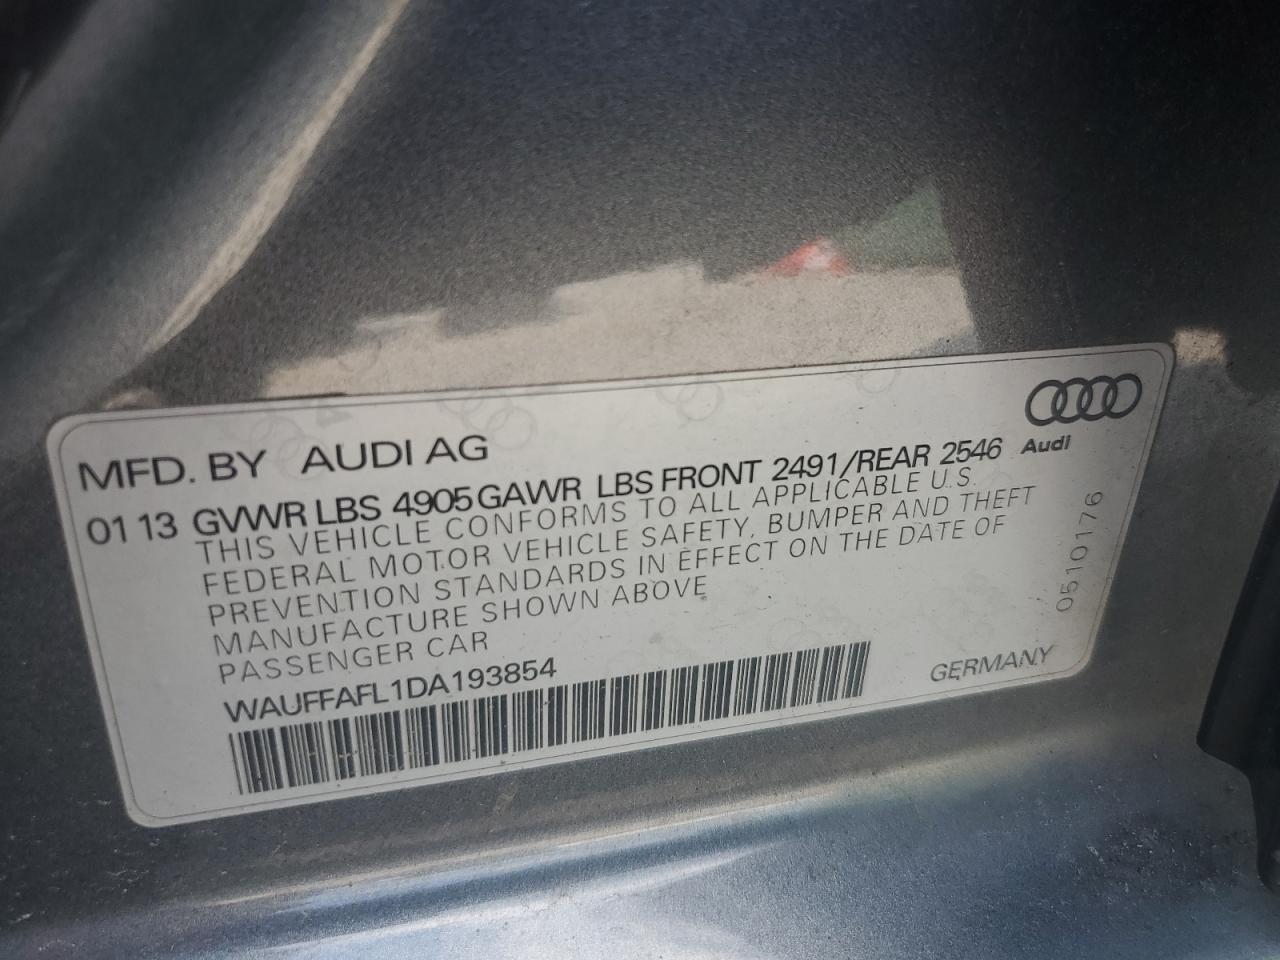 MFD. BY AUDI AG
Audi
01 13 GVWR LBS 4905 GAWR LBS FRONT 2491/REAR 2546
THIS VEHICLE CONFORMS TO ALL APPLICABLE U.S.
FEDERAL MOTOR VEHICLE SAFETY, BUMPER AND THEFT
PREVENTION STANDARDS IN EFFECT ON THE DATE OF
MANUFACTURE SHOWN ABOVE
PASSENGER CAR
WAUFFAFL1DA193854
GERMANY
0510176